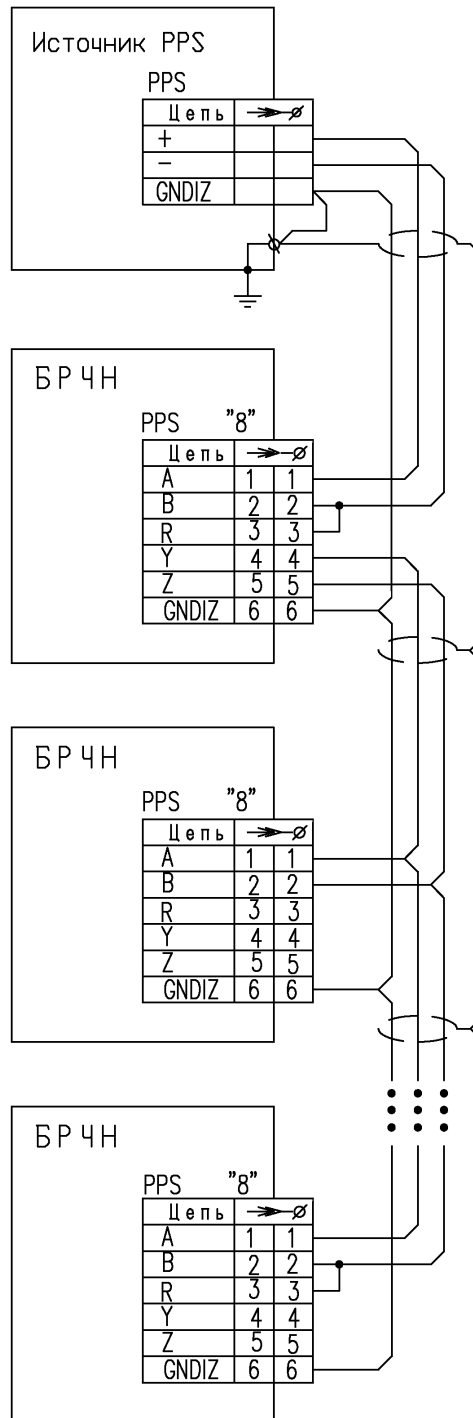 Источник PPS
PPS
Цепь
+
-
GNDIZ
БРЧН
PPS "8"
Цепь
A 1 1
B 2 2
R 3 3
Y 4 4
Z 5 5
GNDIZ 6 6
БРЧН
PPS "8"
Цепь
A 1 1
B 2 2
R 3 3
Y 4 4
Z 5 5
GNDIZ 6 6
БРЧН
PPS "8"
Цепь
A 1 1
B 2 2
R 3 3
Y 4 4
Z 5 5
GNDIZ 6 6